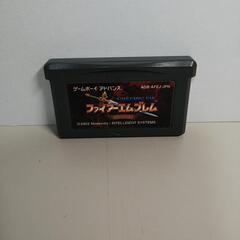 ゲームボーイ アドバンス AGB-AFEJ-JPN
ファイアーエムブレム
©2002 Nintendo / INTELLIGENT SYSTEMS